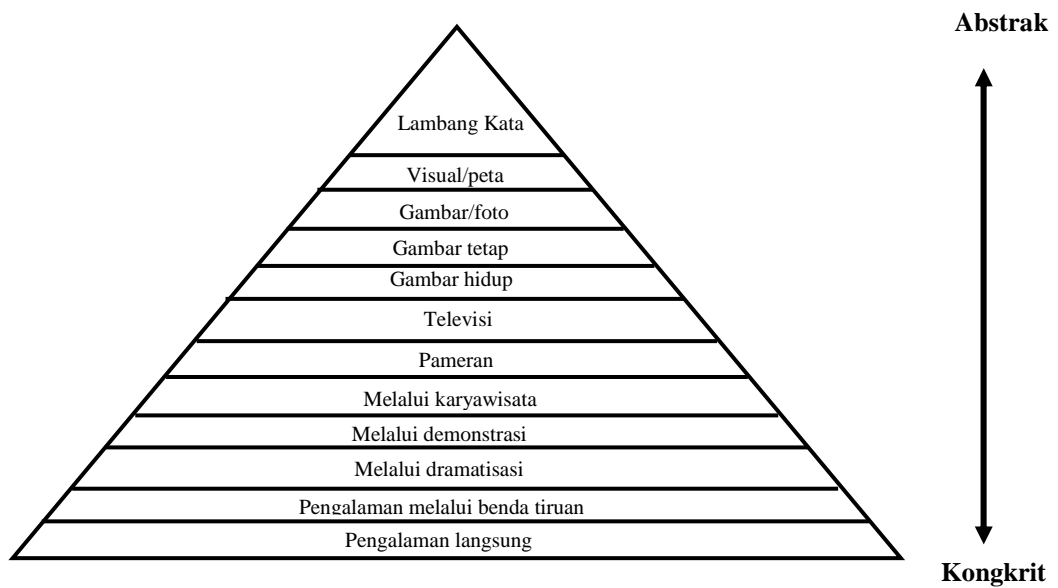 Abstrak
Lambang Kata
Visual/peta
Gambar/foto
Gambar tetap
Gambar hidup
Televisi
Pameran
Melalui karyawisata
Melalui demonstrasi
Melalui dramatisasi
Pengalaman melalui benda tiruan
Pengalaman langsung
Kongkrit